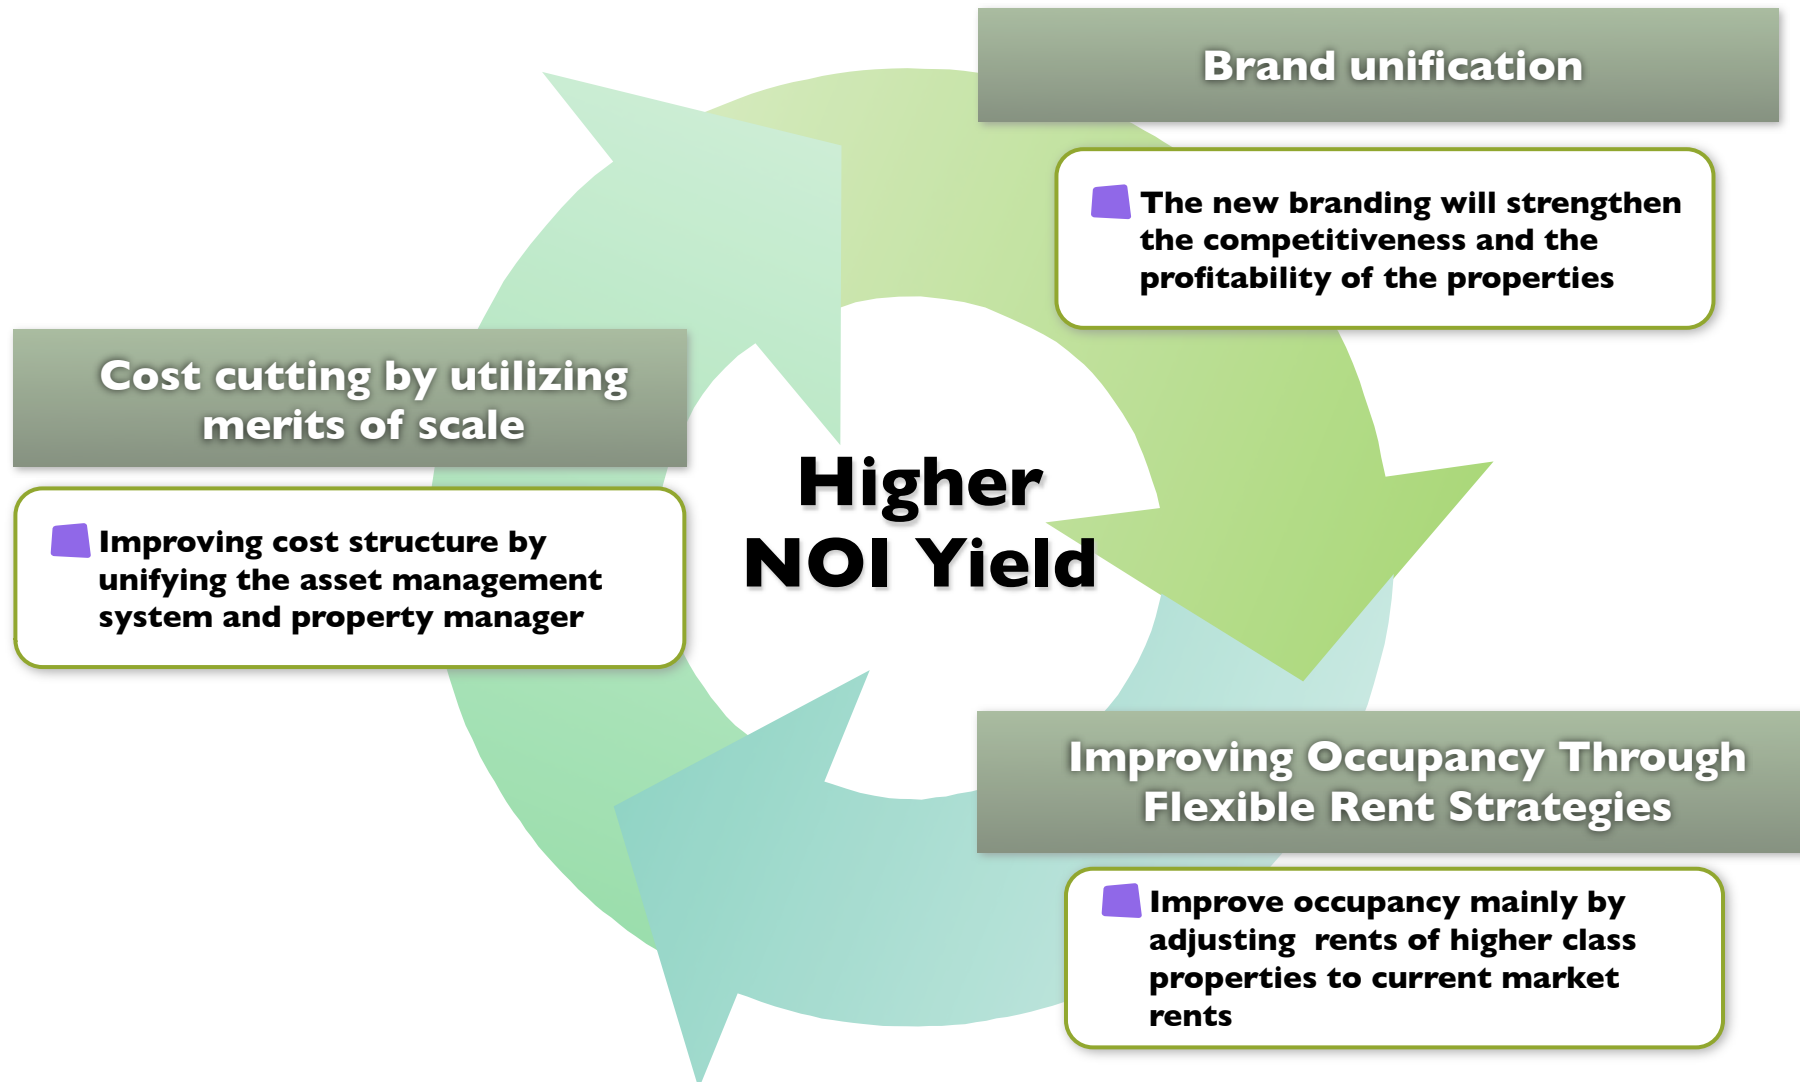 Brand unification
The new branding will strengthen
the competitiveness and the
profitability of the properties
Cost cutting by utilizing
merits of scale
Improving cost structure by
unifying the asset management
system and property manager
Higher
NOI Yield
Improving Occupancy Through
Flexible Rent Strategies
Improve occupancy mainly by
adjusting  rents of higher class
properties to current market
rents